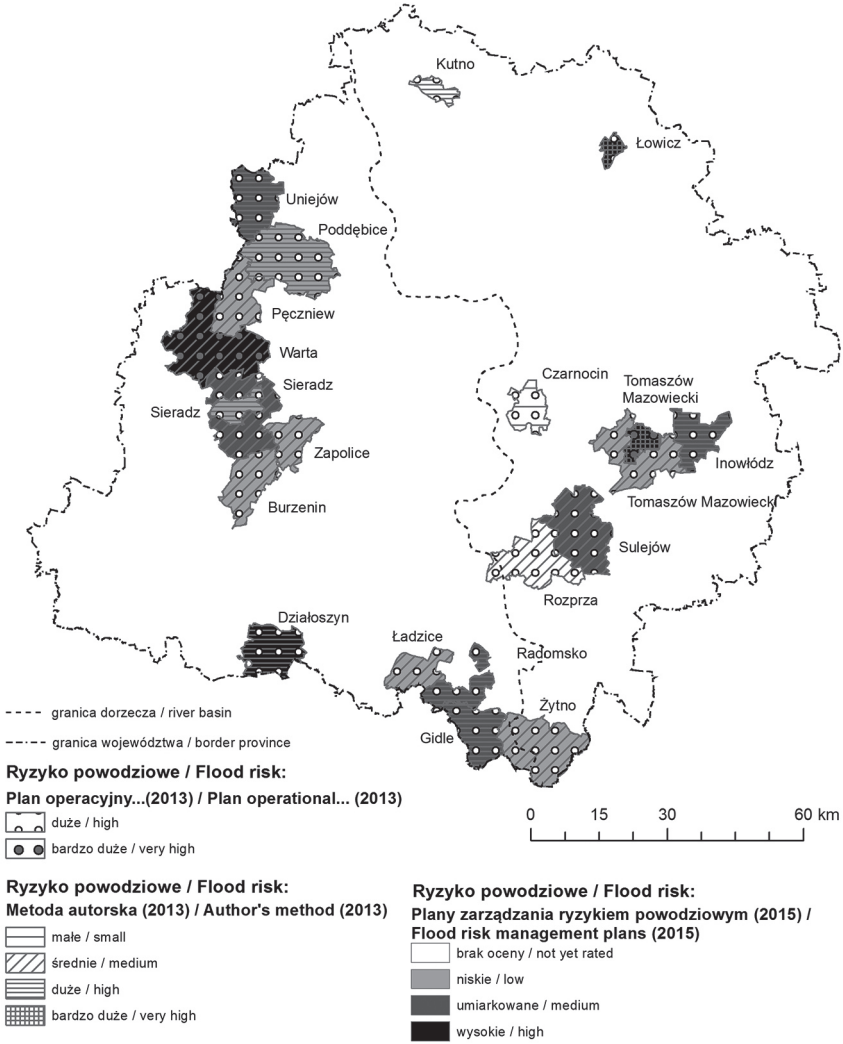 Kutno
Łowicz
Uniejów
Poddębice
Pęczniew
Warta
Sieradz
Sieradz
Zapolice
Burzenin
Czarnocin
Tomaszów
Mazowiecki
Inowłódz
Tomaszów Mazowiecki
Sulejów
Rozprza
Działoszyn
Ładzice
Radomsko
Żytno
Gidle
granica dorzecza / river basin
granica województwa / border province
Ryzyko powodziowe / Flood risk:
Plan operacyjny...(2013) / Plan operational... (2013)
duże / high
bardzo duże / very high
0 15 30 60 km
Ryzyko powodziowe / Flood risk:
Metoda autorska (2013) / Author's method (2013)
małe / small
średnie / medium
duże / high
bardzo duże / very high
Ryzyko powodziowe / Flood risk:
Plany zarządzania ryzykiem powodziowym (2015) /
Flood risk management plans (2015)
brak oceny / not yet rated
niskie / low
umiarkowane / medium
wysokie / high